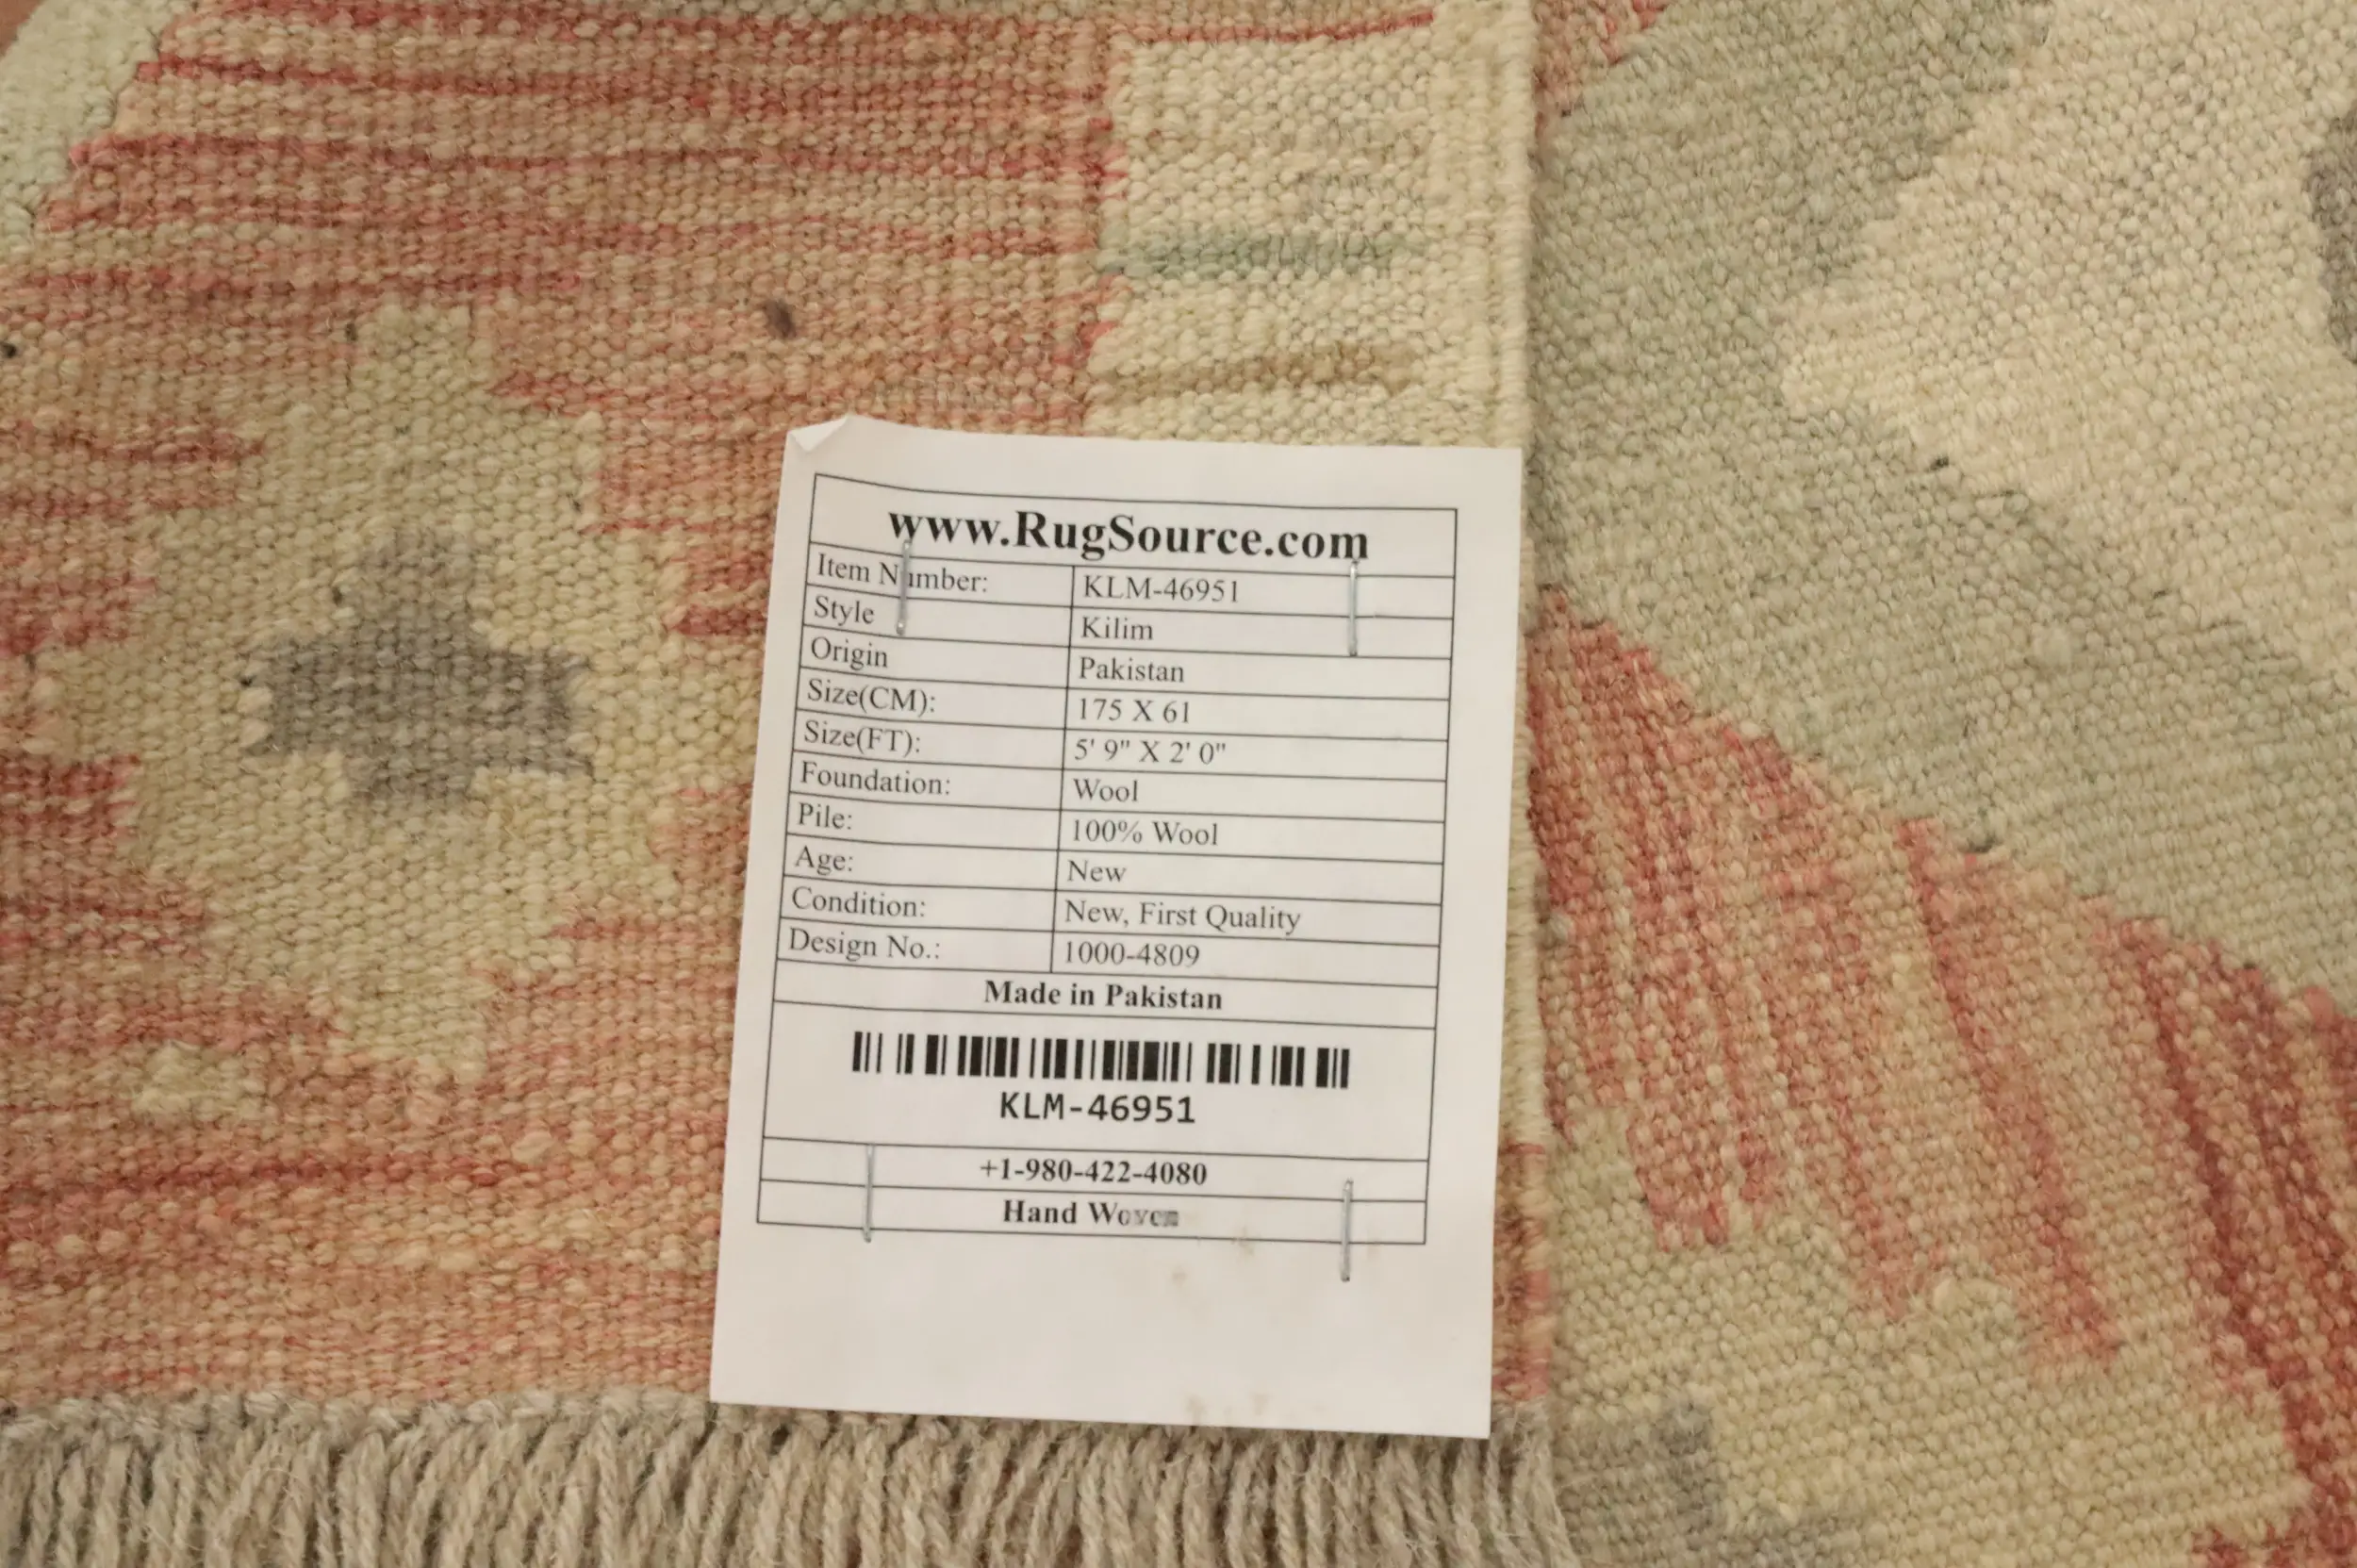 www.RugSource.com
Item Number: KLM-46951
Style Kilim
Origin Pakistan
Size(CM): 175 X 61
Size(FT): 5' 9" X 2' 0"
Foundation: Wool
Pile: 100% Wool
Age: New
Condition: New, First Quality
Design No.: 1000-4809
Made in Pakistan
KLM-46951
+1-980-422-4080
Hand Woven